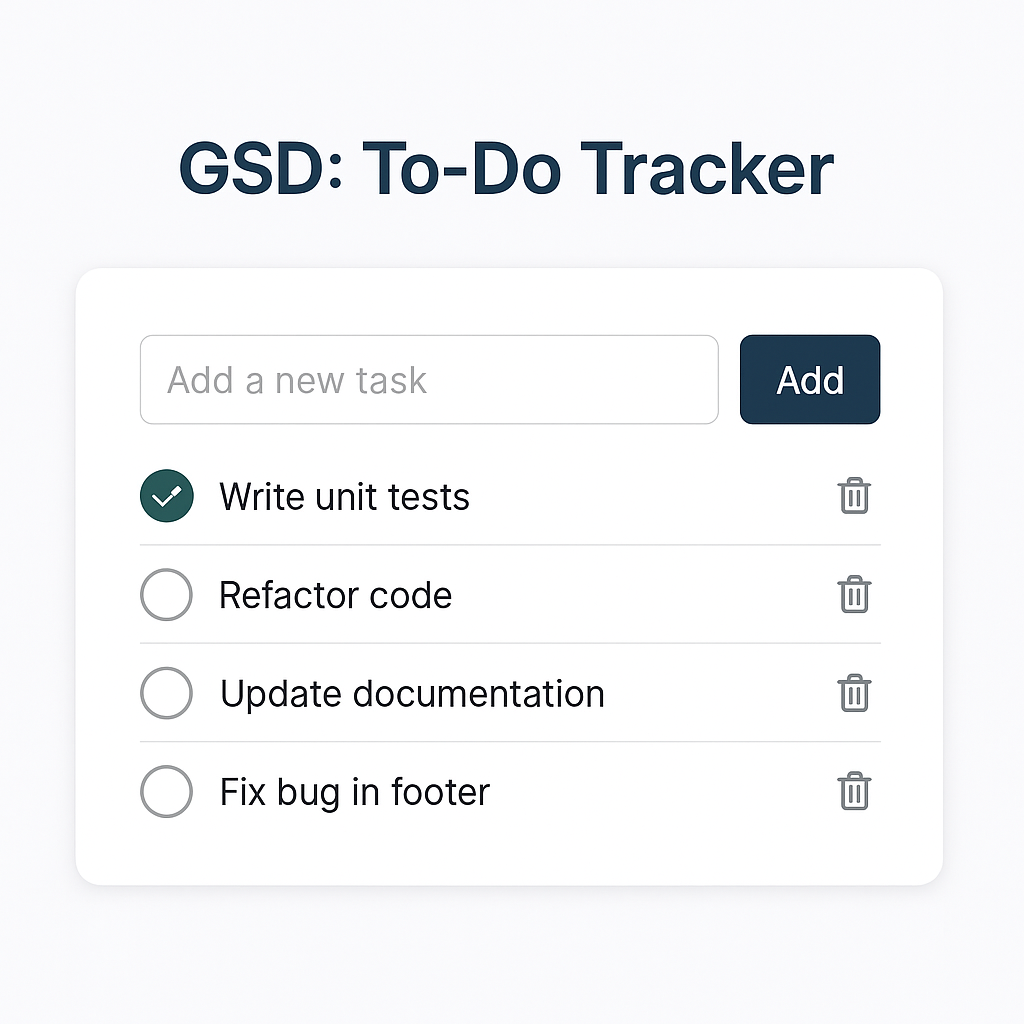 GSD: To-Do Tracker
Add a new task
Add
Write unit tests
Refactor code
Update documentation
Fix bug in footer